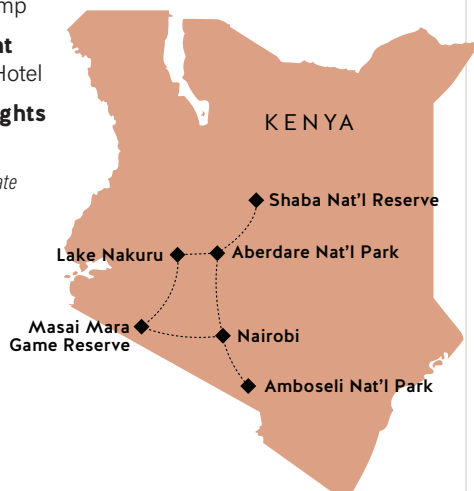 mp
nt
Hotel
ghts
ate
KENYA
Shaba Nat’l Reserve
Lake Nakuru
Aberdare Nat’l Park
Masai Mara
Game Reserve
Nairobi
Amboseli Nat’l Park